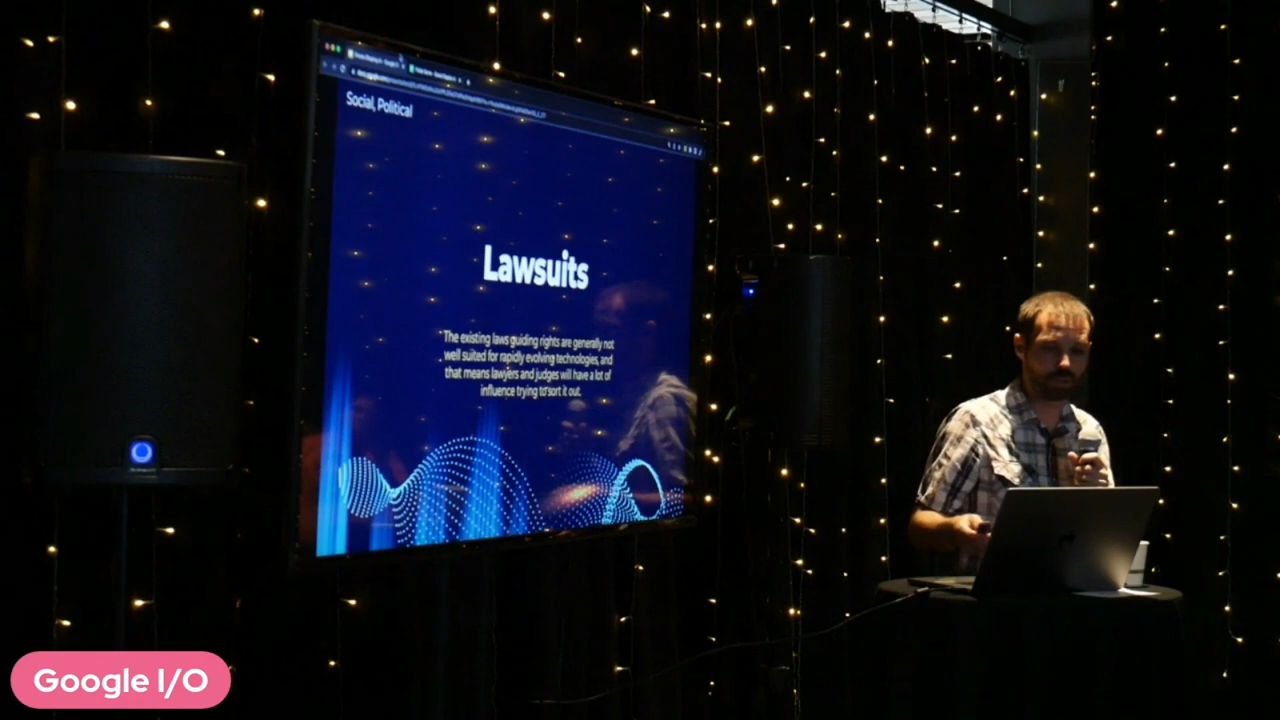 Social, Political
Lawsuits
The existing laws guiding rights are generally not
well suited for rapidly evolving technologies, and
that means lawyers and judges will have a lot of
influence trying to sort it out.
Google I/O